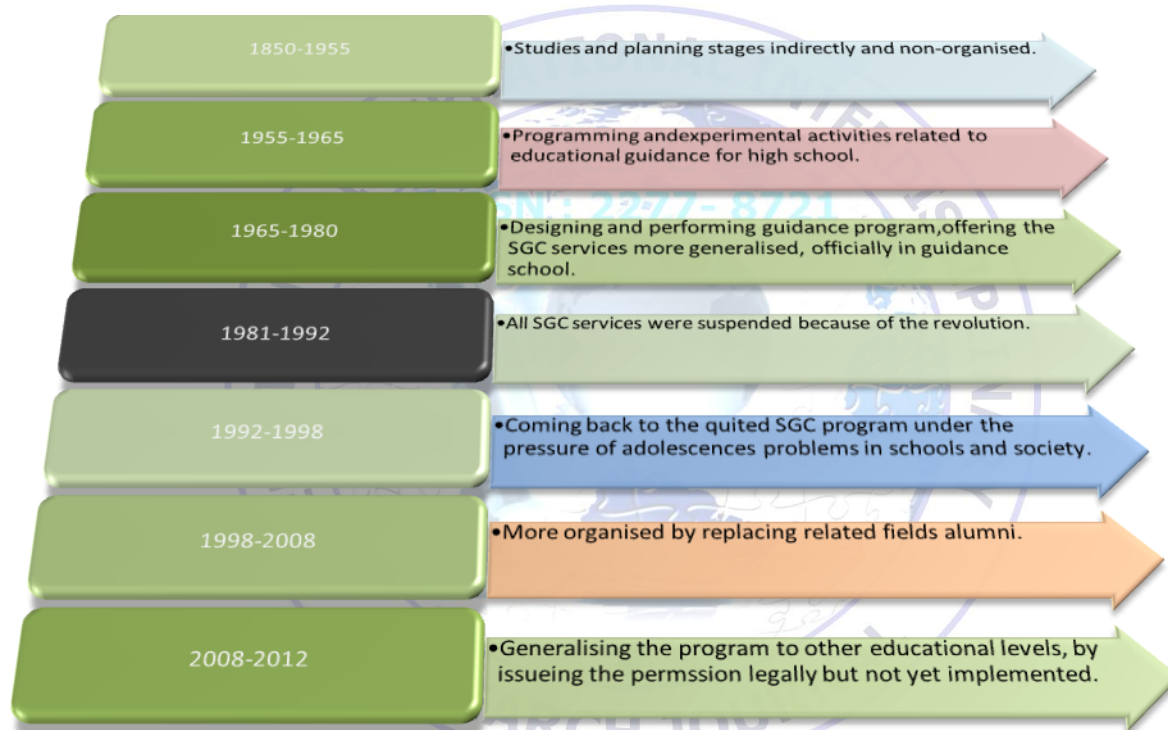 1850-1955
•Studies and planning stages indirectly and non-organised.
1955-1965
•Programming andexperimental activities related to
educational guidance for high school.
ISSN : 2277- 8721
1965-1980
•Designing and performing guidance program,offering the
SGC services more generalised, officially in guidance
school.
1981-1992
•All SGC services were suspended because of the revolution.
1992-1998
•Coming back to the quited SGC program under the
pressure of adolescences problems in schools and society.
1998-2008
•More organised by replacing related fields alumni.
2008-2012
•Generalising the program to other educational levels, by
issueing the permssion legally but not yet implemented.